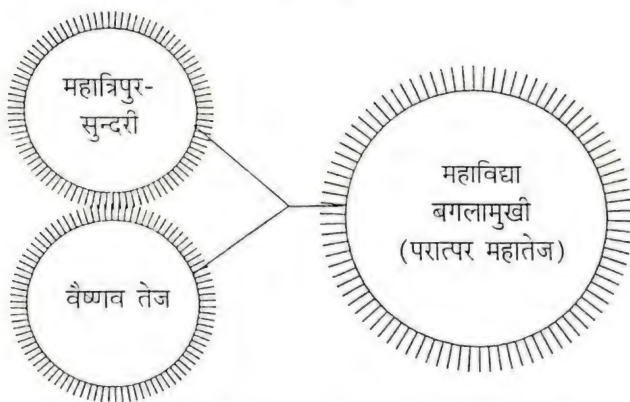 महात्रिपुर-
सुन्दरी
वैष्णव तेज
महाविद्या
बगलामुखी
(परात्पर महातेज)